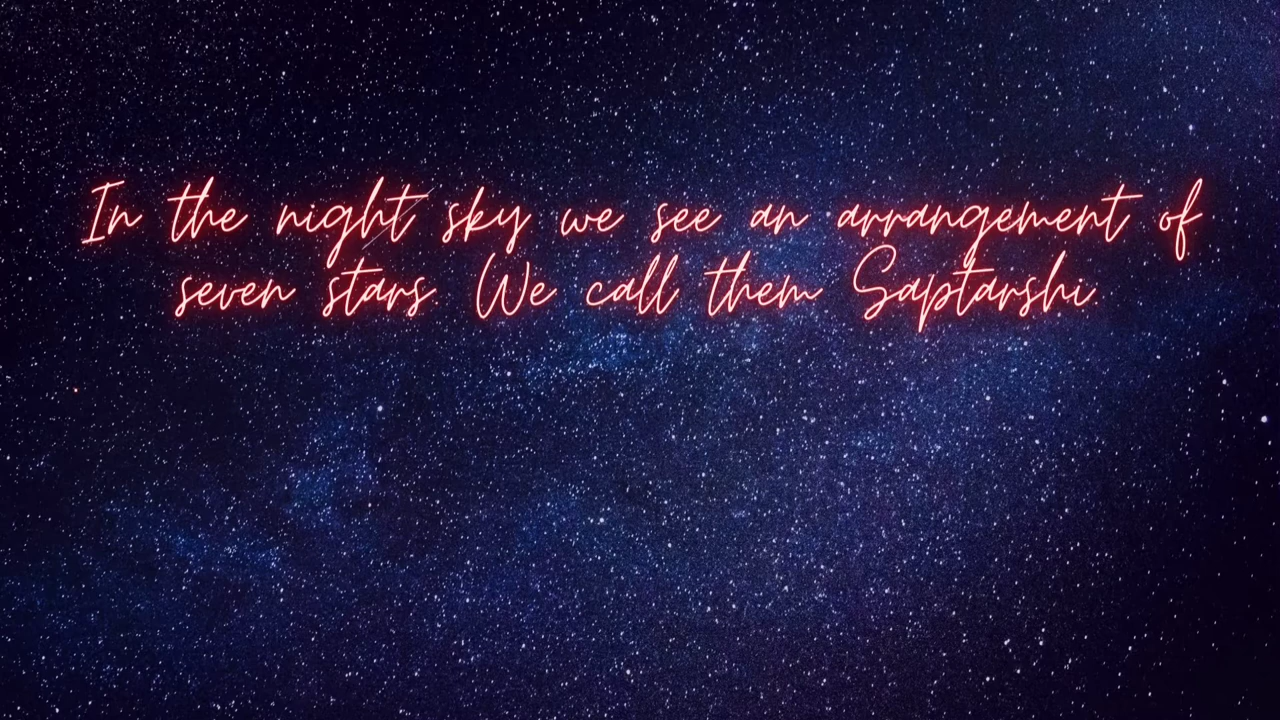 In the night sky we see an arrangement of
seven stars. We call them Saptarshi.